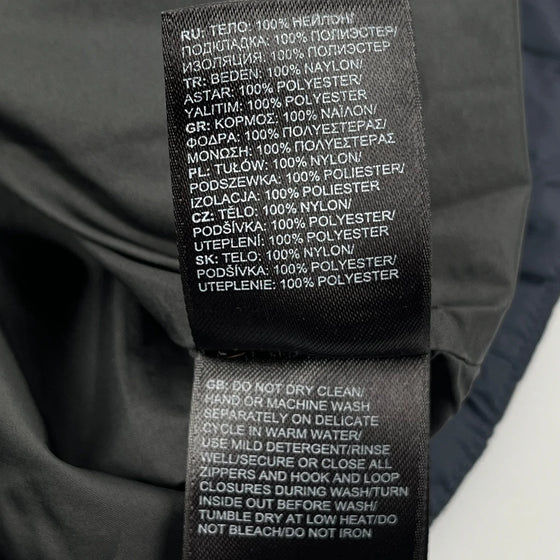 RU: ТЕЛО: 100% НЕЙЛОН/
ПОДКЛАДКА: 100% ПОЛИЭСТЕР/
ИЗОЛЯЦИЯ: 100% ПОЛИЭСТЕР
TR: BEDEN: 100% NAYLON/
ASTAR: 100% POLYESTER/
YALITIM: 100% POLYESTER
GR: ΚΟΡΜΟΣ: 100% ΝΑΪΛΟΝ/
ΦΟΔΡΑ: 100% ΠΟΛΥΕΣΤΕΡΑΣ/
ΜΟΝΩΣΗ: 100% ΠΟΛΥΕΣΤΕΡΑΣ
PL: TUŁÓW: 100% NYLON/
PODSZEWKA: 100% POLIESTER/
IZOLACJA: 100% POLIESTER
CZ: TĚLO: 100% NYLON/
PODŠÍVKA: 100% POLYESTER/
UTEPLENÍ: 100% POLYESTER
SK: TELO: 100% NYLON/
PODŠÍVKA: 100% POLYESTER/
UTEPLENIE: 100% POLYESTER
GB: DO NOT DRY CLEAN/
HAND OR MACHINE WASH
SEPARATELY ON DELICATE
CYCLE IN WARM WATER/
USE MILD DETERGENT/RINSE
WELL/SECURE OR CLOSE ALL
ZIPPERS AND HOOK AND LOOP
CLOSURES DURING WASH/TURN
INSIDE OUT BEFORE WASH/
TUMBLE DRY AT LOW HEAT/DO
NOT BLEACH/DO NOT IRON